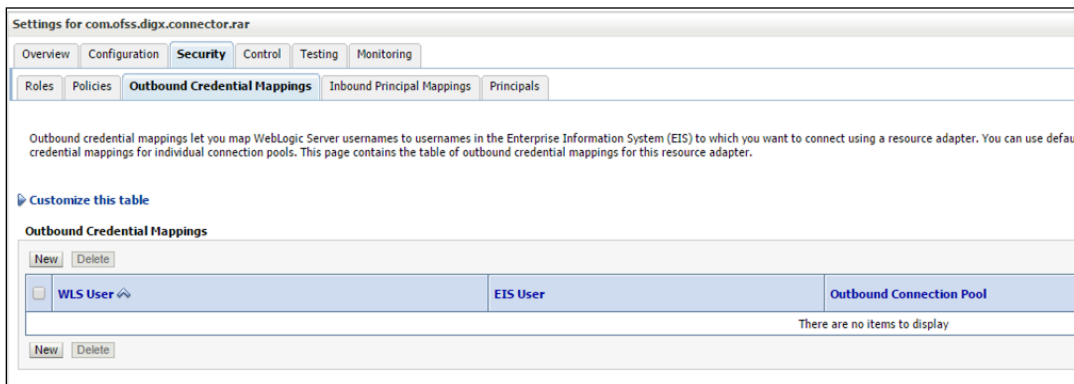 Settings for com.ofss.digx.connector.rar
Overview Configuration Security Control Testing Monitoring
Roles Policies Outbound Credential Mappings Inbound Principal Mappings Principals
Outbound credential mappings let you map WebLogic Server usernames to usernames in the Enterprise Information System (EIS) to which you want to connect using a resource adapter. You can use defau
credential mappings for individual connection pools. This page contains the table of outbound credential mappings for this resource adapter.
Customize this table
Outbound Credential Mappings
New Delete
WLS User EIS User Outbound Connection Pool
There are no items to display
New Delete